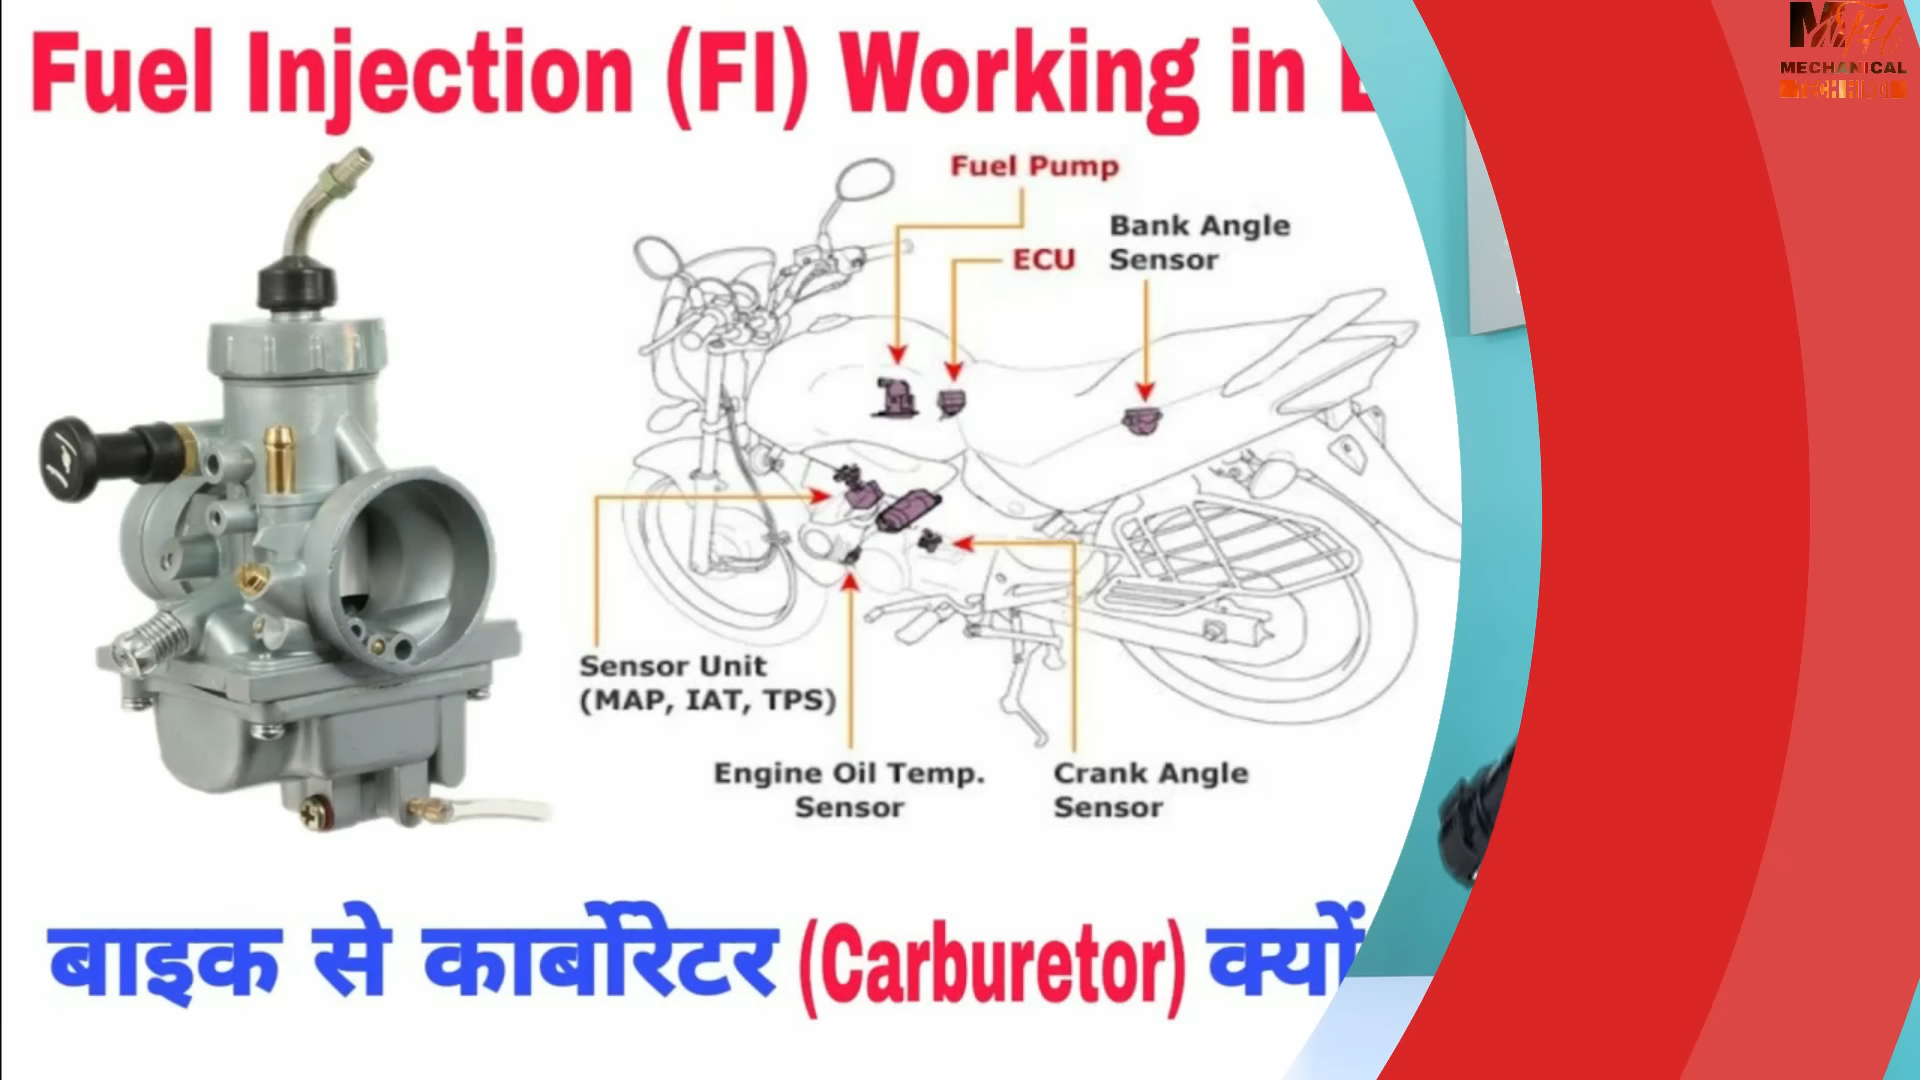 Fuel Injection (FI) Working in
Fuel Pump
Bank Angle
Sensor
ECU
Sensor Unit
(MAP, IAT, TPS)
Engine Oil Temp.
Sensor
Crank Angle
Sensor
बाइक से कार्बोरेटर (Carburetor) क्यों
MECHANICAL